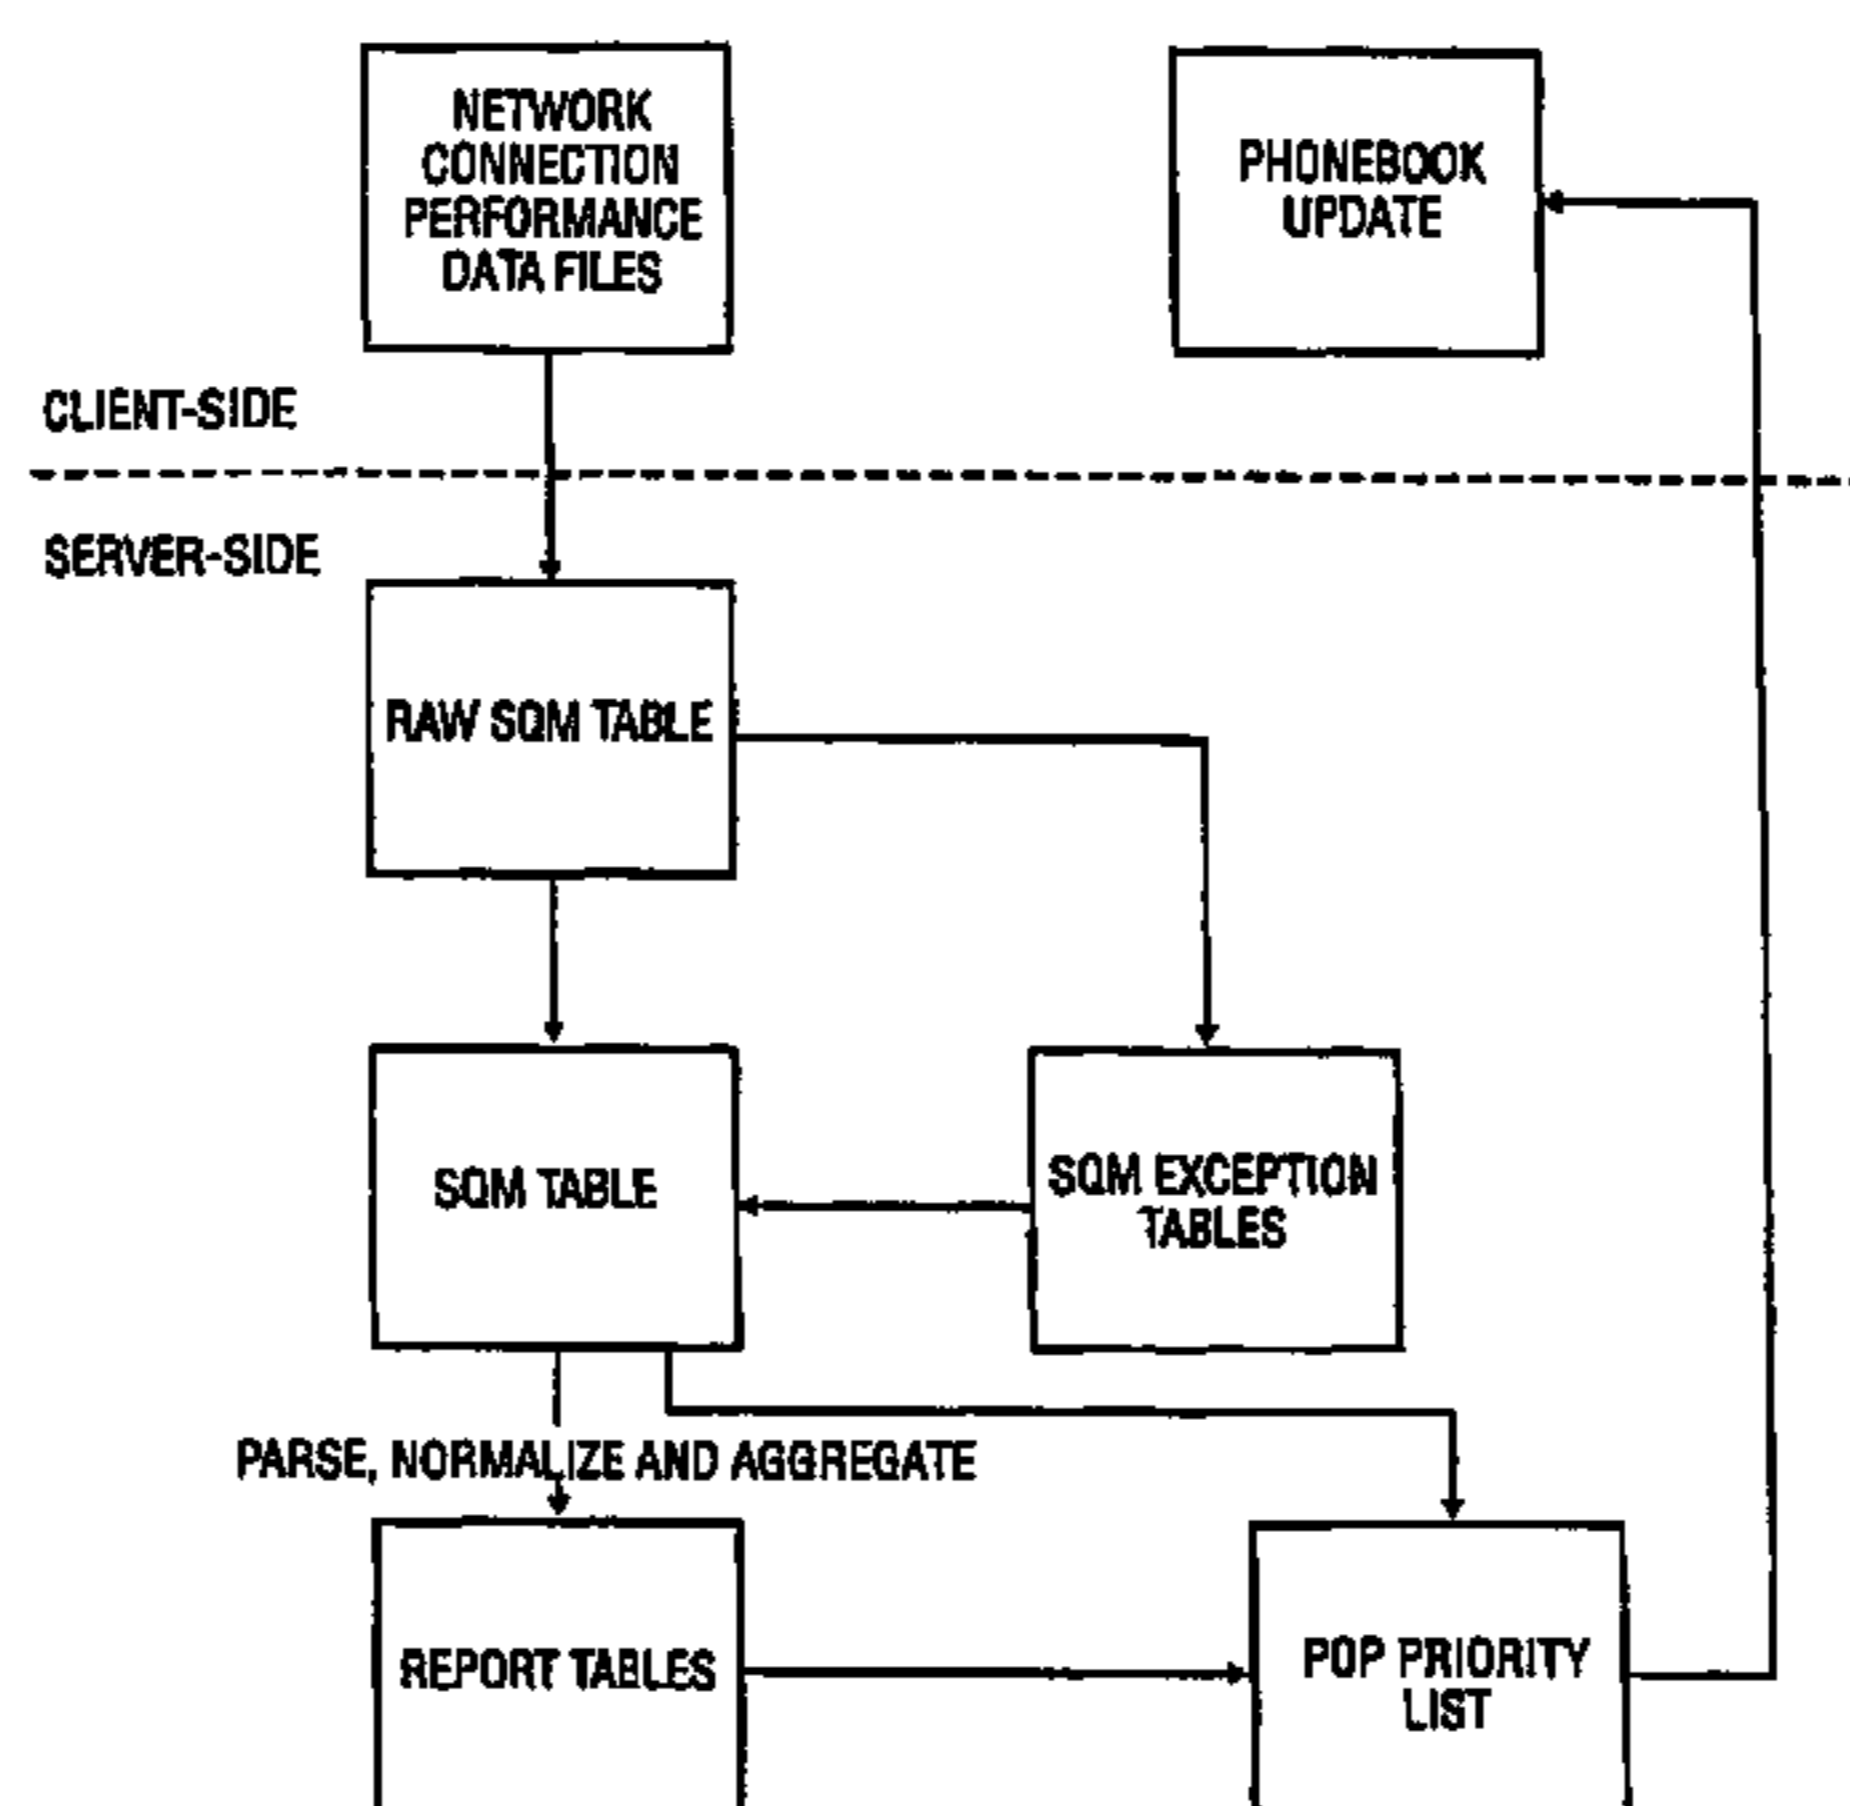 NETWORK
CONNECTION
PERFORMANCE
DATA FILES
PHONEBOOK
UPDATE
CLIENT-SIDE
SERVER-SIDE
RAW SQM TABLE
SQM TABLE
SQM EXCEPTION
TABLES
PARSE, NORMALIZE AND AGGREGATE
REPORT TABLES
POP PRIORITY
LIST